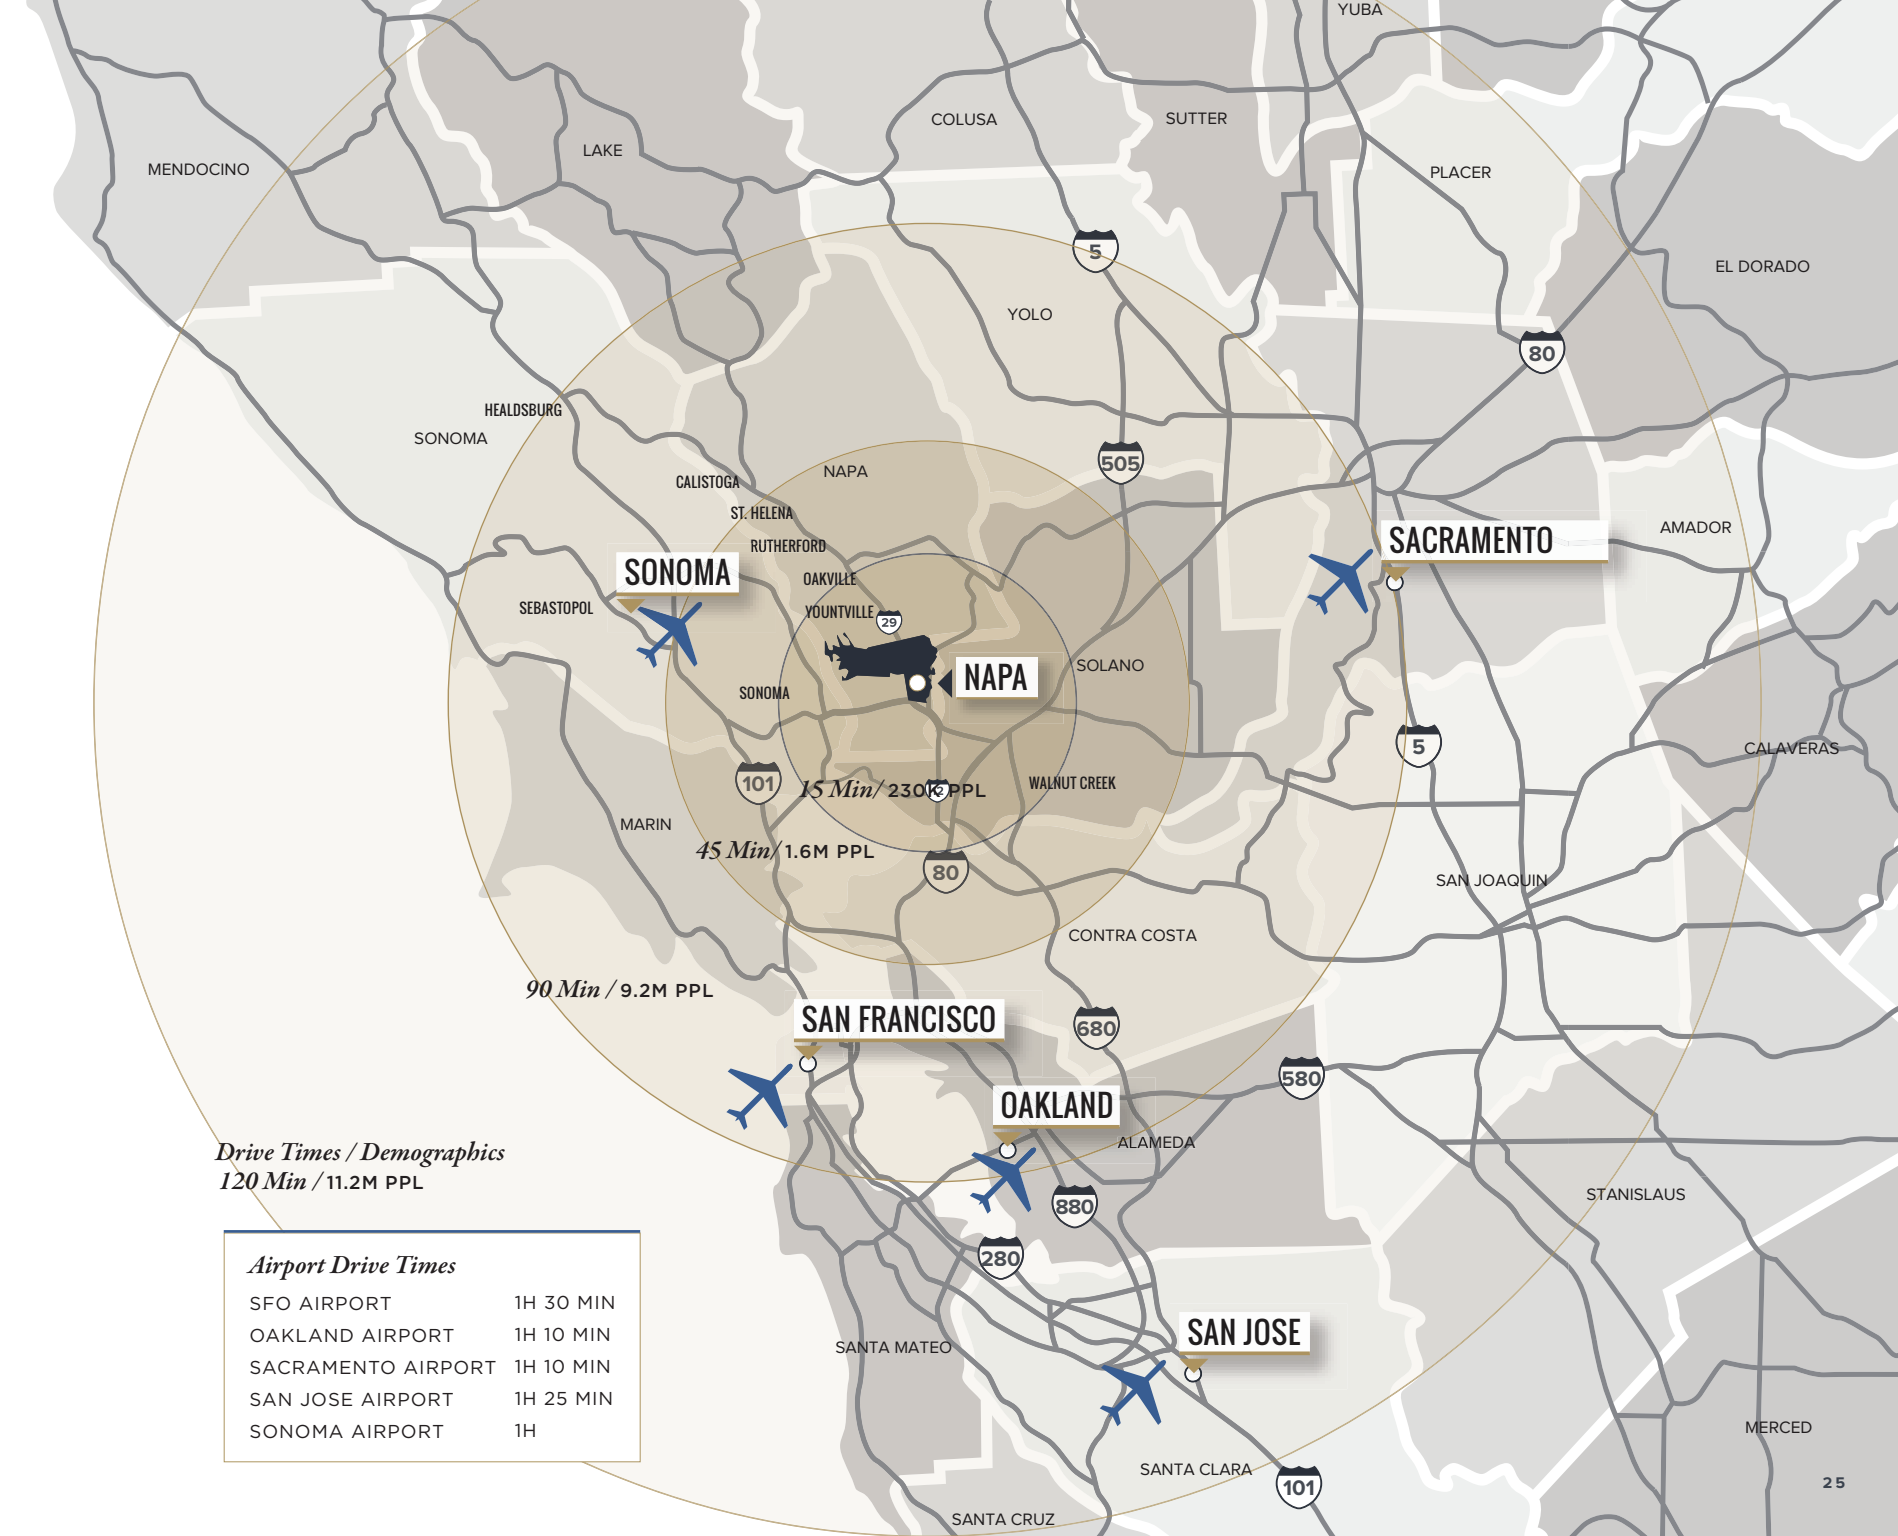 YUBA
COLUSA
SUTTER
LAKE
MENDOCINO
PLACER
5
EL DORADO
YOLO
80
HEALDSBURG
SONOMA
505
NAPA
CALISTOGA
ST. HELENA
AMADOR
SACRAMENTO
RUTHERFORD
SONOMA
OAKVILLE
SEBASTOPOL
YOUNTVILLE
29
SOLANO
NAPA
SONOMA
5
CALAVERAS
101
WALNUT CREEK
15 Min/ 230K PPL
MARIN
45 Min/ 1.6M PPL
80
SAN JOAQUIN
CONTRA COSTA
90 Min / 9.2M PPL
SAN FRANCISCO
680
580
OAKLAND
ALAMEDA
Drive Times / Demographics
120 Min / 11.2M PPL
STANISLAUS
880
280
Airport Drive Times
SFO AIRPORT 1H 30 MIN
OAKLAND AIRPORT 1H 10 MIN
SACRAMENTO AIRPORT 1H 10 MIN
SAN JOSE AIRPORT 1H 25 MIN
SONOMA AIRPORT 1H
SAN JOSE
SANTA MATEO
MERCED
SANTA CLARA
101
25
SANTA CRUZ